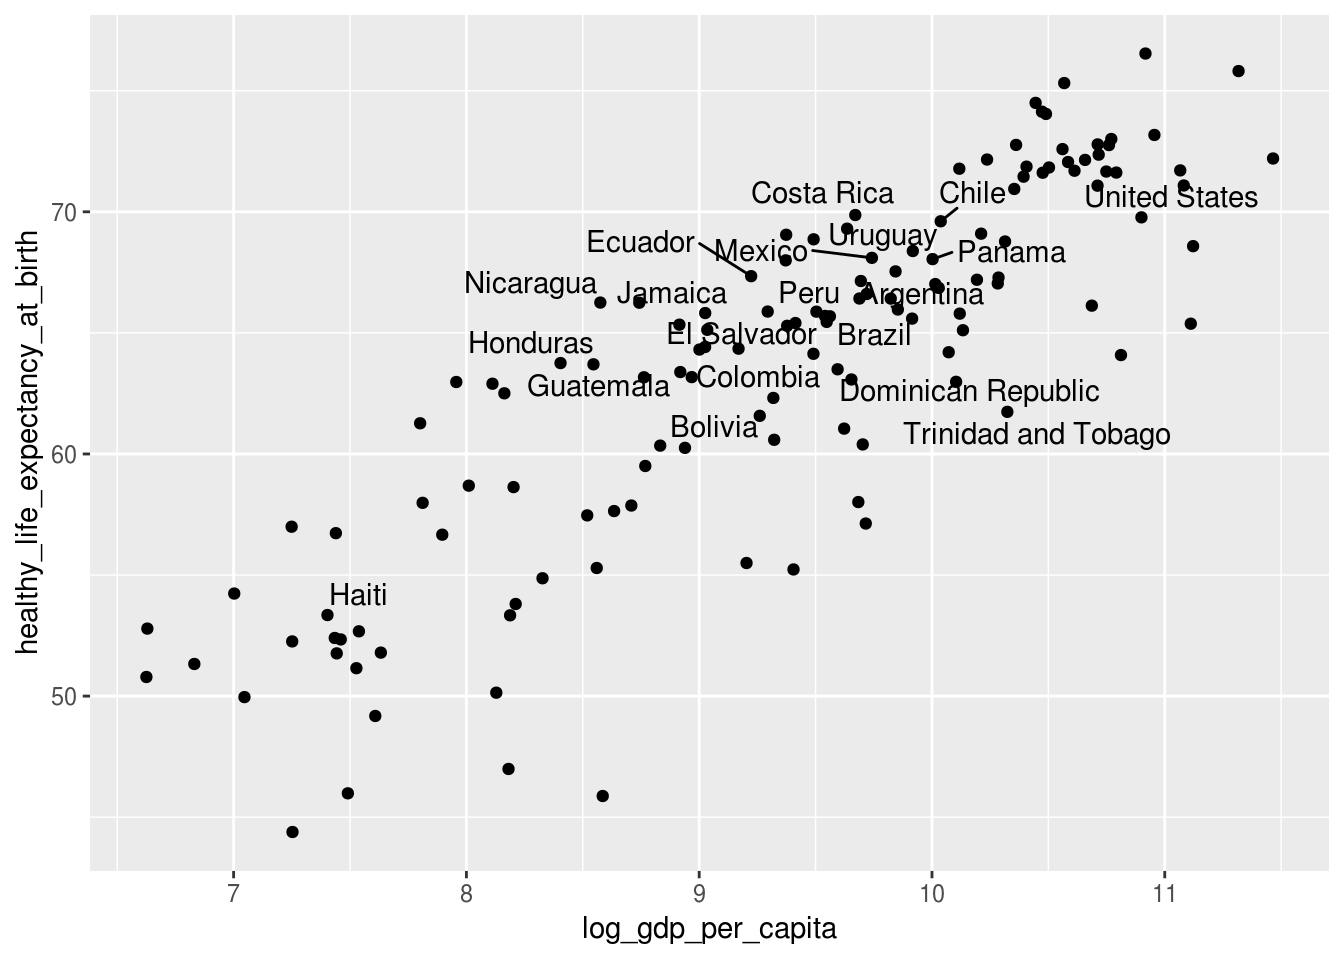 Costa Rica
Chile
United States
Ecuador
Mexico
Uruguay
Panama
Nicaragua
Jamaica
Peru
Argentina
Honduras
El Salvador
Brazil
Guatemala
Colombia
Dominican Republic
Bolivia
Trinidad and Tobago
Haiti
70
60
50
7
8
9
10
11
log_gdp_per_capita
healthy_life_expectancy_at_birth